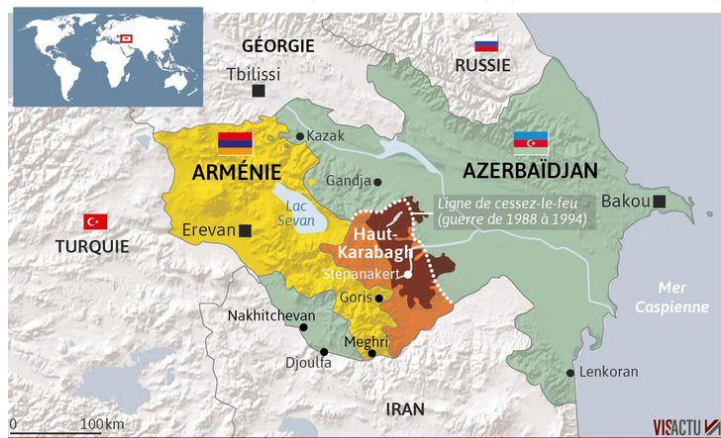 GÉORGIE
Tbilissi
RUSSIE
Kazak
ARMÉNIE
AZERBAÏDJAN
Gandja
Lac
Sevan
Ligne de cessez-le-feu
(guerre de 1988 à 1994)
Bakou
Erevan
TURQUIE
Haut-
Karabagh
Stepanakert
Goris
Mer
Caspienne
Nakhitchevan
Meghri
Djoulfa
Lenkoran
IRAN
0 100 km
VISACTU